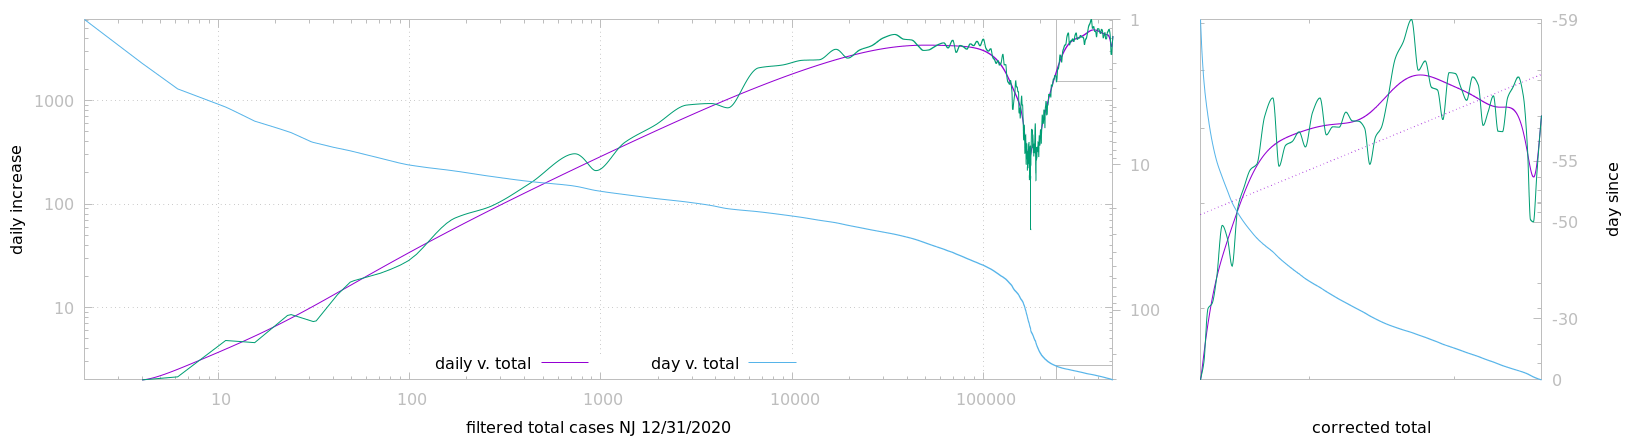 daily increase
1000
100
10
10
100
1000
10000
100000
1
10
100
daily v. total
day v. total
filtered total cases NJ 12/31/2020
-59
-55
-50
-30
0
day since
corrected total